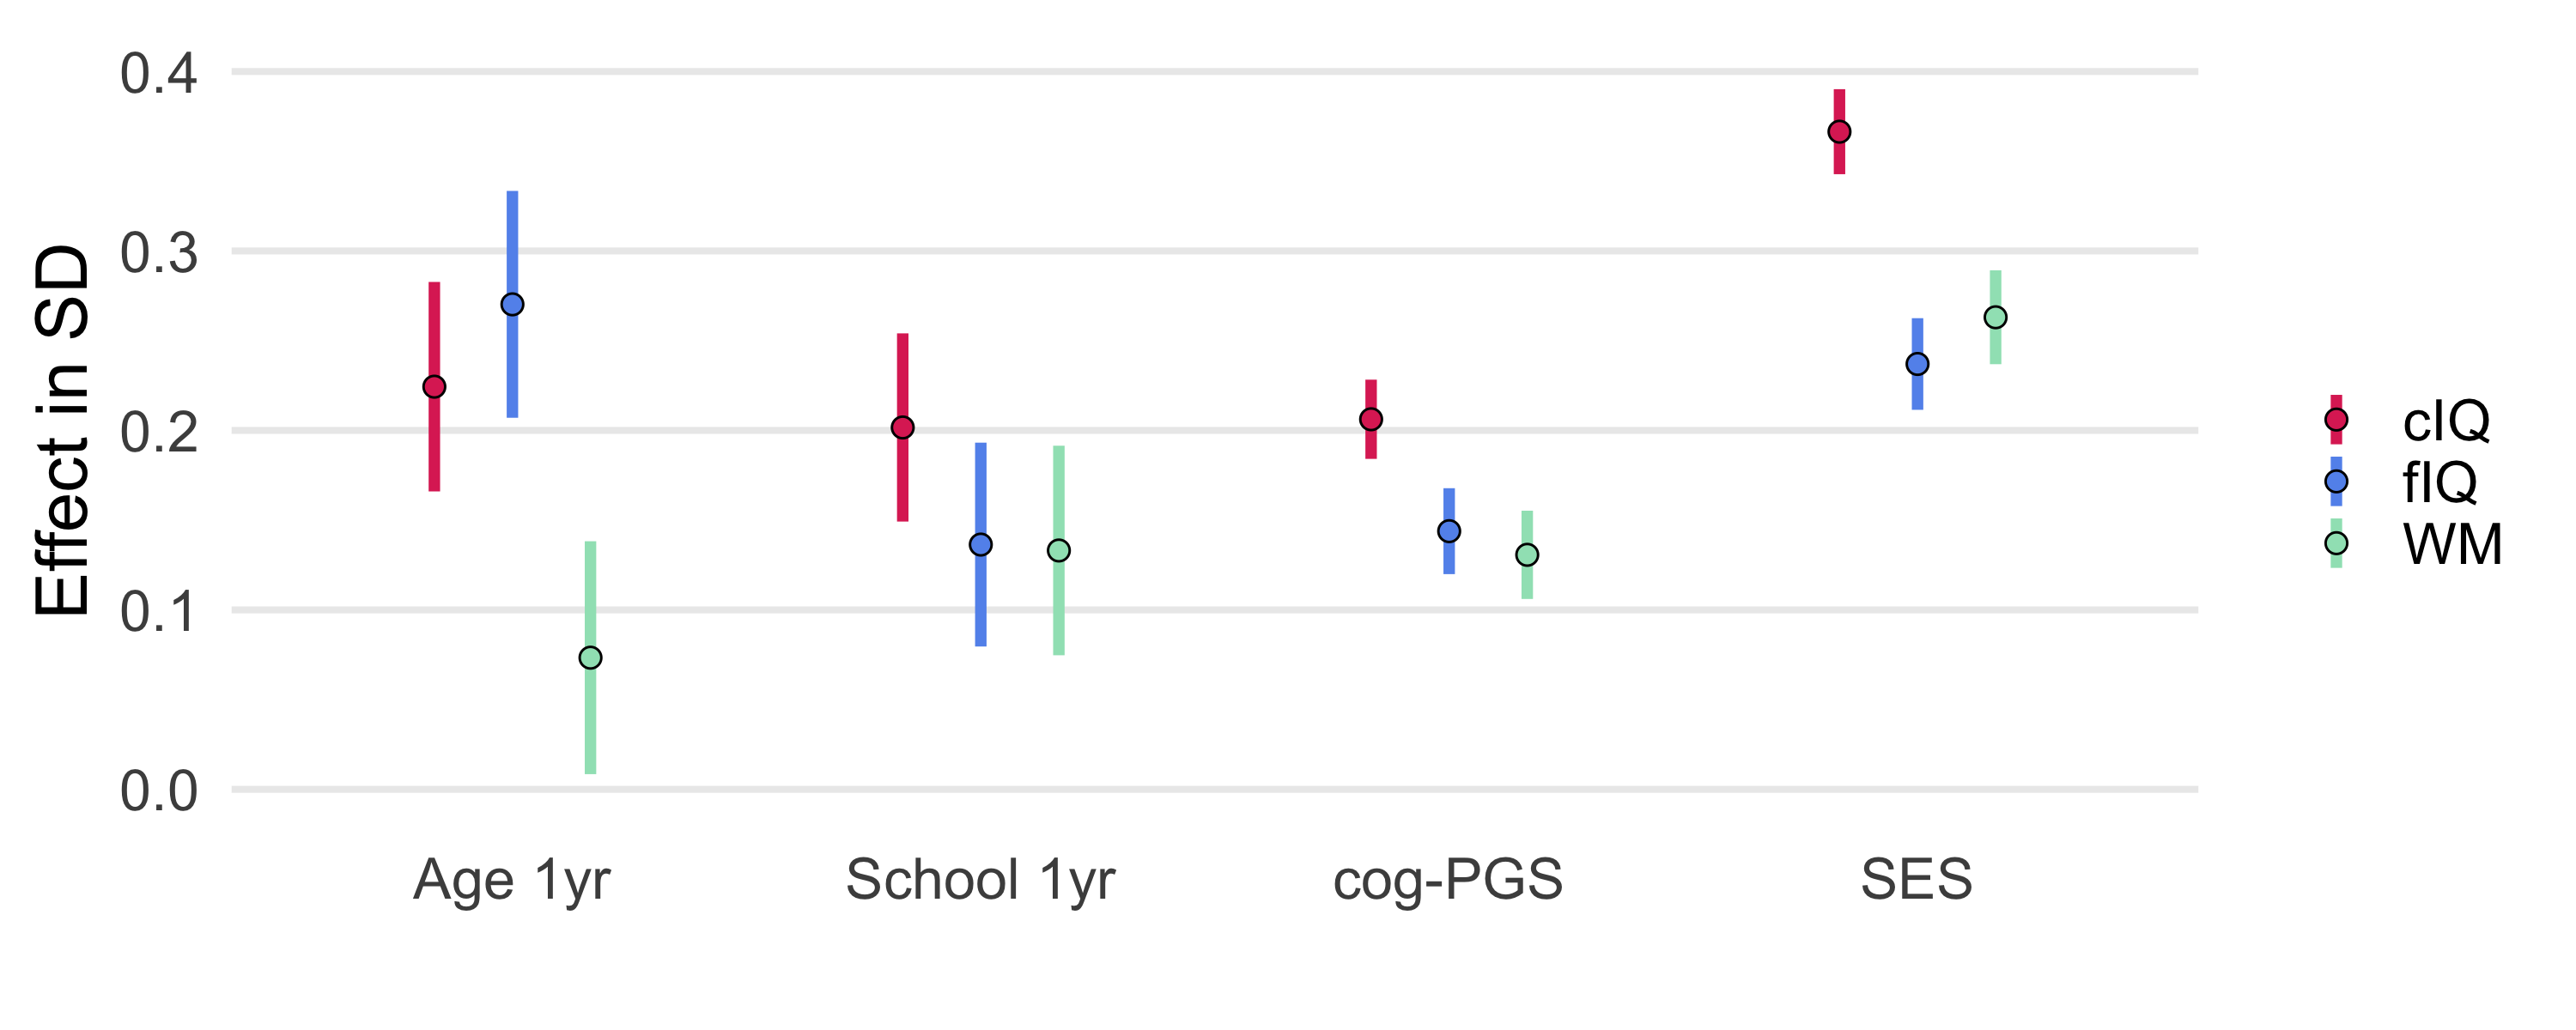 Effect in SD
0.4
0.3
0.2
0.1
0.0
Age 1yr
School 1yr
cog-PGS
SES
cIQ
fIQ
WM